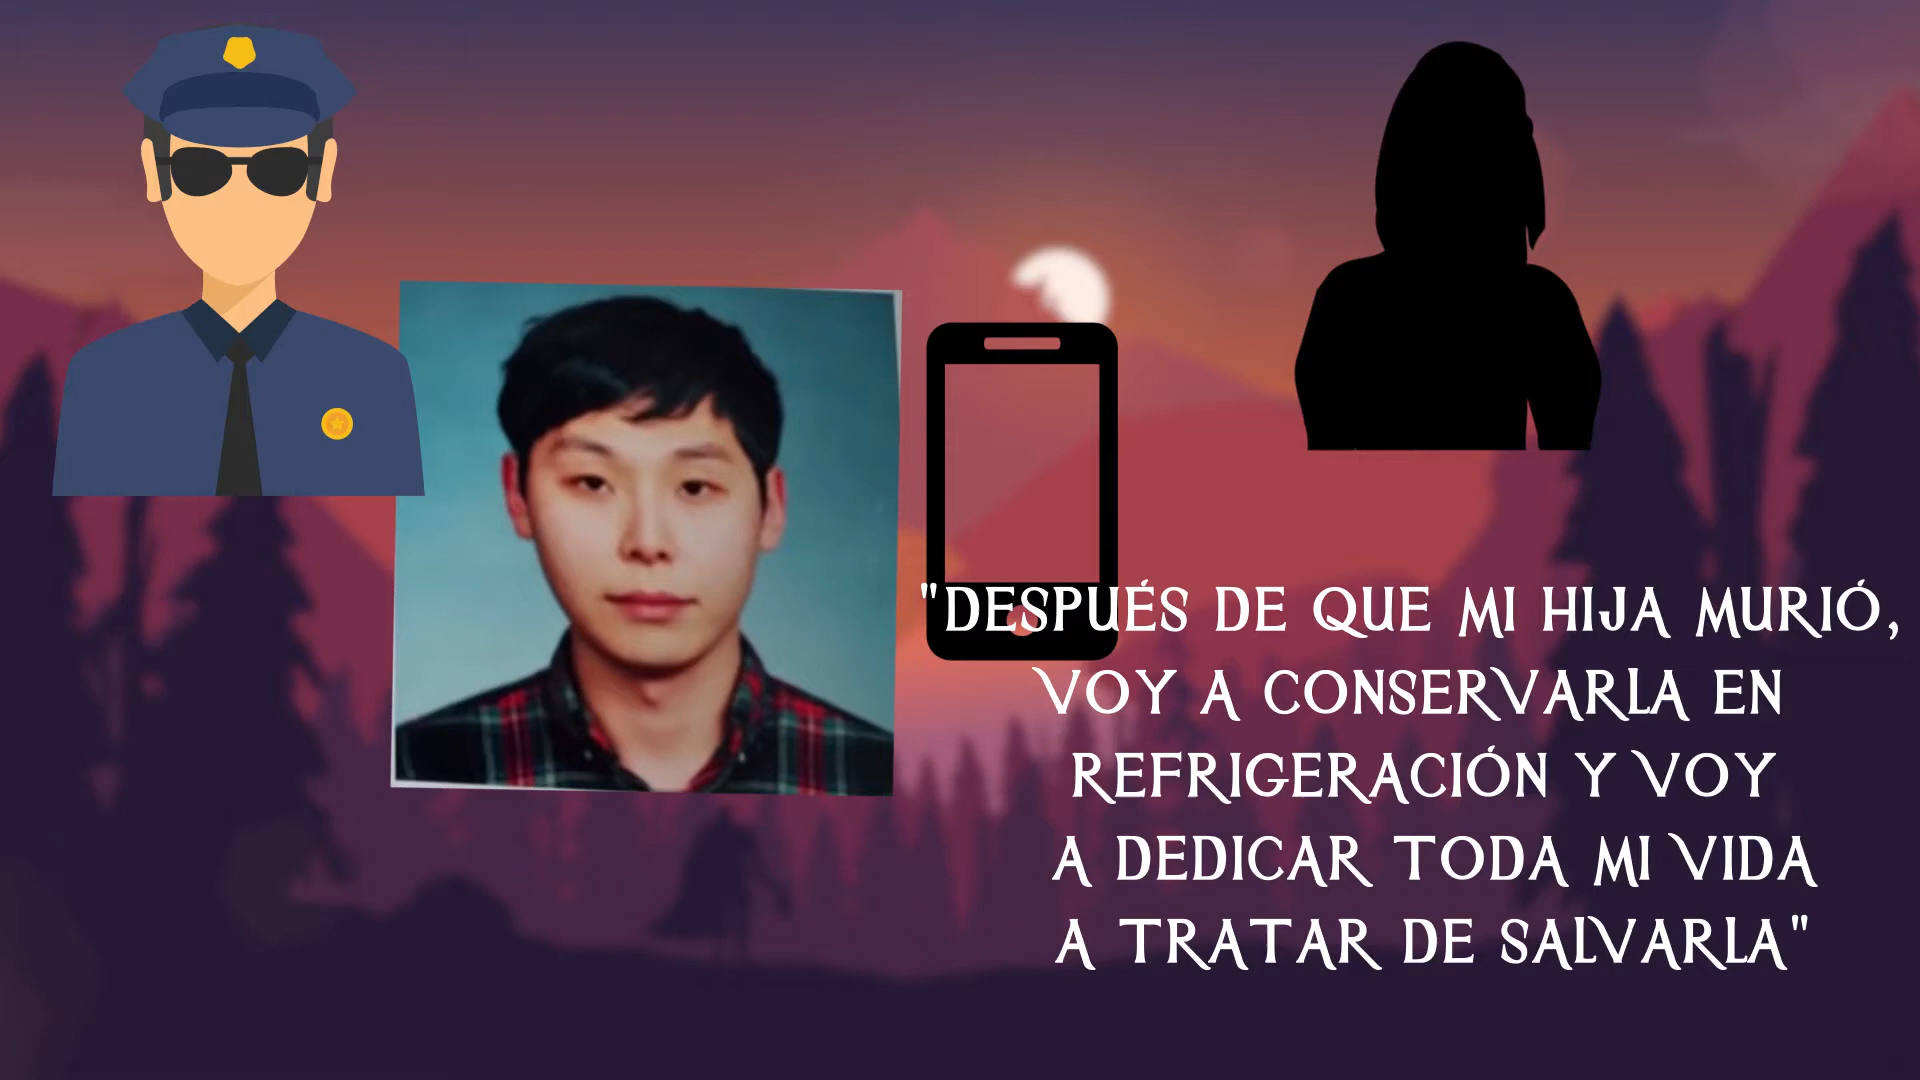 "DESPUÉS DE QUE MI HIJA MURIÓ,
VOY A CONSERVARLA EN
REFRIGERACIÓN Y VOY
A DEDICAR TODA MI VIDA
A TRATAR DE SALVARLA"